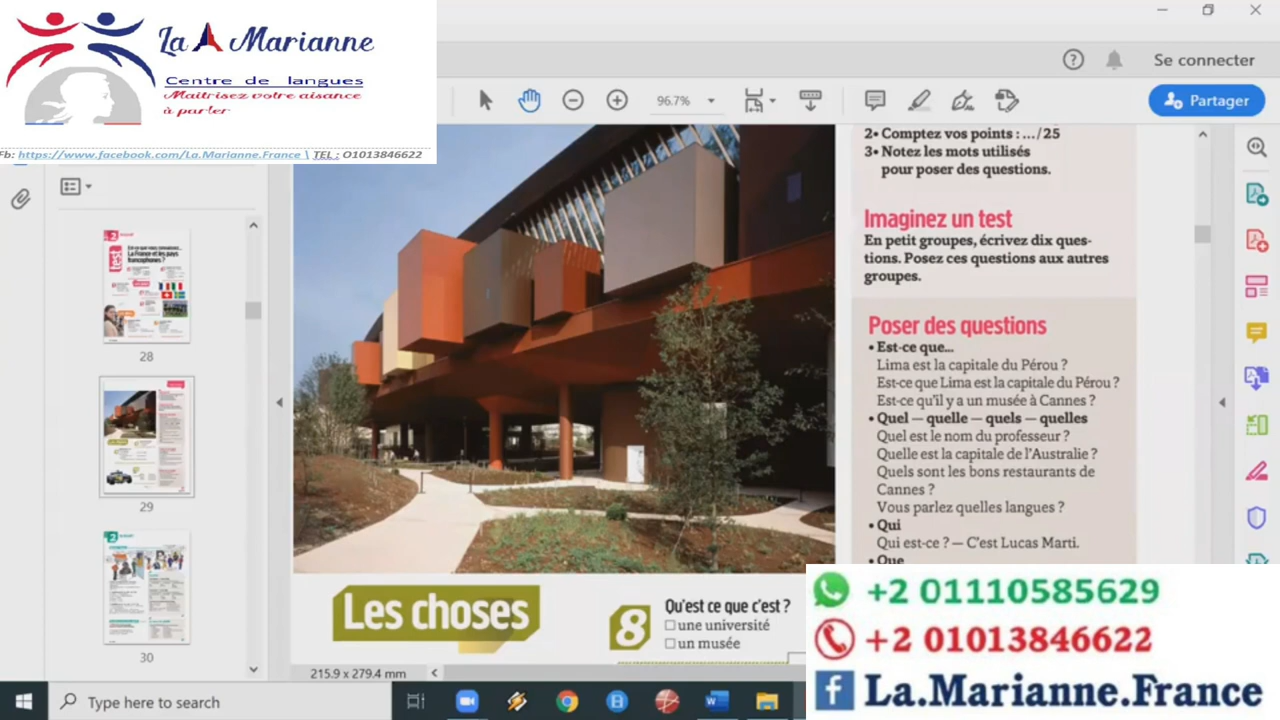 La Marianne
Centre de langues
Maîtrisez votre aisance
à parler
Fb: https://www.facebook.com/La.Marianne.France \ TEL : O1013846622
Se connecter
96.7%
Partager
2• Comptez vos points : .../25
3• Notez les mots utilisés
pour poser des questions.
Imaginez un test
En petit groupes, écrivez dix ques-
tions. Posez ces questions aux autres
groupes.
Poser des questions
• Est-ce que...
Lima est la capitale du Pérou ?
Est-ce que Lima est la capitale du Pérou ?
Est-ce qu'il y a un musée à Cannes ?
• Quel — quelle — quels — quelles
Quel est le nom du professeur ?
Quelle est la capitale de l'Australie ?
Quels sont les bons restaurants de
Cannes ?
Vous parlez quelles langues ?
• Qui
Qui est-ce ? — C'est Lucas Marti.
• Que
28
29
30
Les choses
8
Qu'est ce que c'est ?
une université
un musée
215.9 x 279.4 mm
+2 01110585629
+2 01013846622
La.Marianne.France
Type here to search